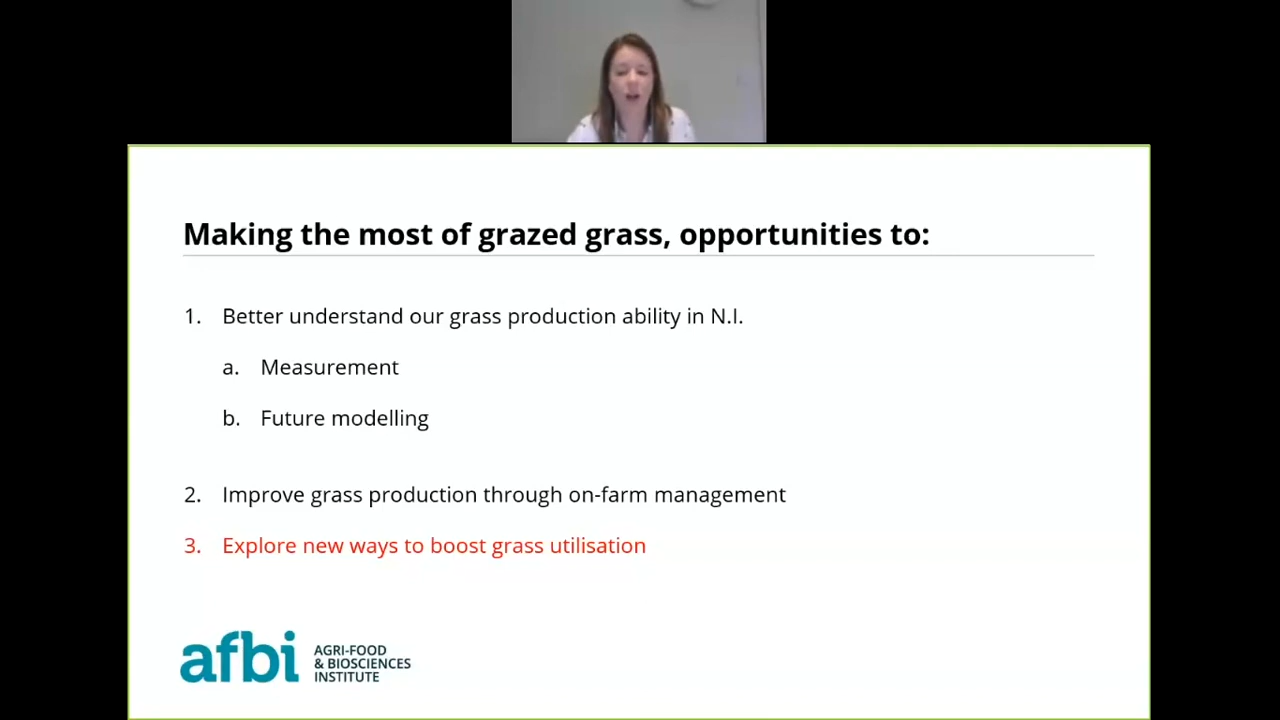 Making the most of grazed grass, opportunities to:
1. Better understand our grass production ability in N.I.
a. Measurement
b. Future modelling
2. Improve grass production through on-farm management
3. Explore new ways to boost grass utilisation
afbi
AGRI-FOOD
& BIOSCIENCES
INSTITUTE